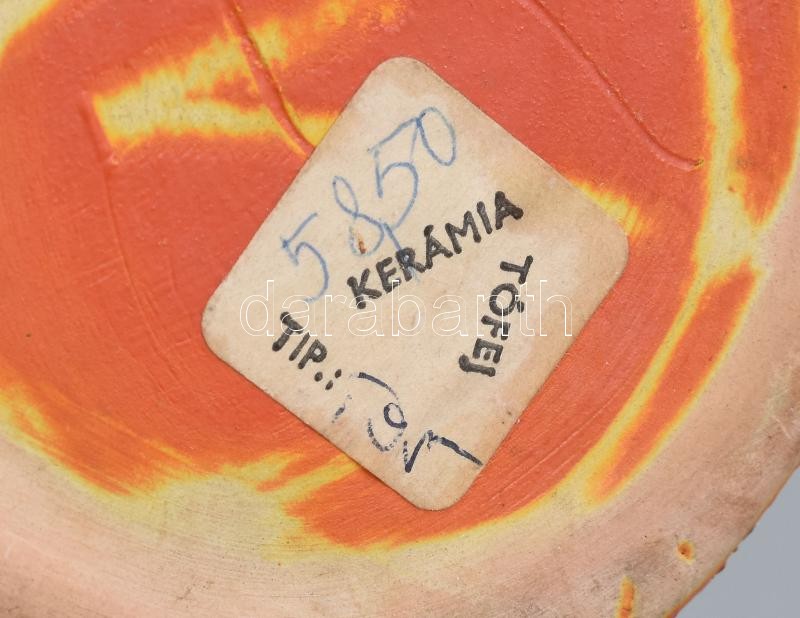 5850
KERÁMIA
TÓFEJ
TIP.:
darabanth